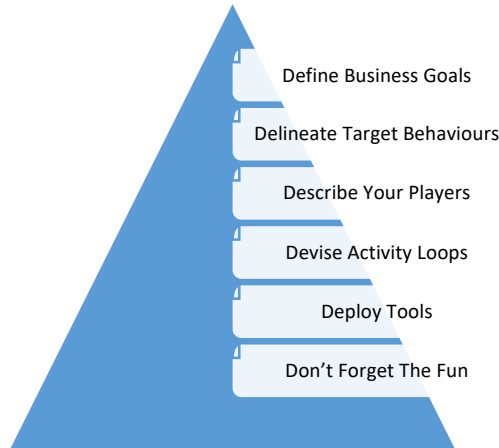 Define Business Goals
Delineate Target Behaviours
Describe Your Players
Devise Activity Loops
Deploy Tools
Don’t Forget The Fun